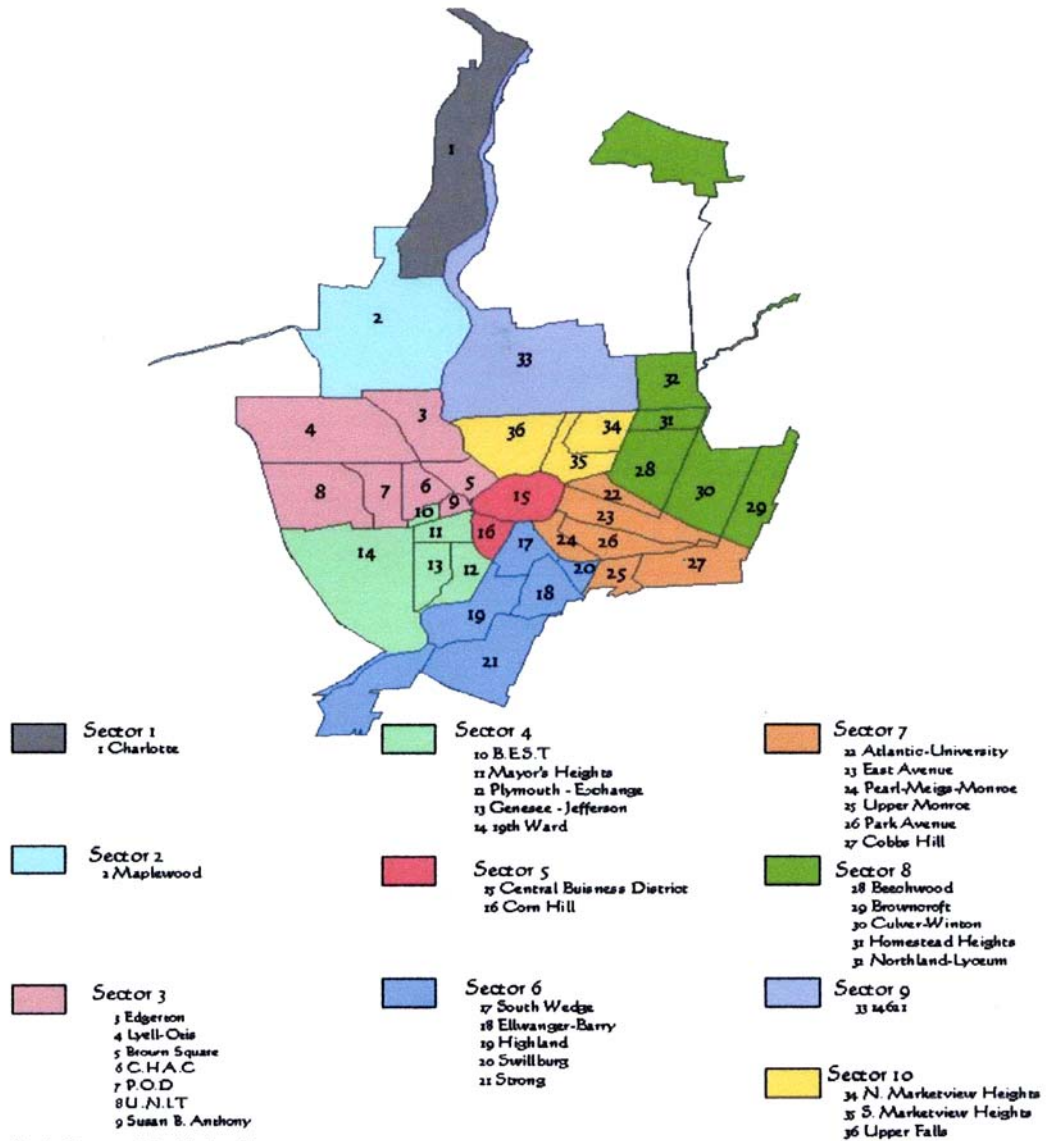 1
2
33
32
3
4
36
34
31
35
28
5
6
8
7
9
30
29
15
22
10
23
11
16
17
24
26
14
13
12
20
25
27
18
19
21
Sector 1
1 Charlotte
Sector 2
2 Maplewood
Sector 3
3 Edgerton
4 Lyell-Otis
5 Brown Square
6 C.H.A.C
7 P.O.D
8 U.N.I.T
9 Susan B. Anthony
Sector 4
10 B.E.S.T
11 Mayor's Heights
12 Plymouth - Exchange
13 Genesee - Jefferson
14 19th Ward
Sector 5
15 Central Buisness District
16 Corn Hill
Sector 6
17 South Wedge
18 Ellwanger-Barry
19 Highland
20 Swillburg
21 Strong
Sector 7
22 Atlantic-University
23 East Avenue
24 Pearl-Meigs-Monroe
25 Upper Monroe
26 Park Avenue
27 Cobbs Hill
Sector 8
28 Beechwood
29 Browncroft
30 Culver-Winton
31 Homestead Heights
32 Northland-Lyceum
Sector 9
33 14621
Sector 10
34 N. Marketview Heights
35 S. Marketview Heights
36 Upper Falls